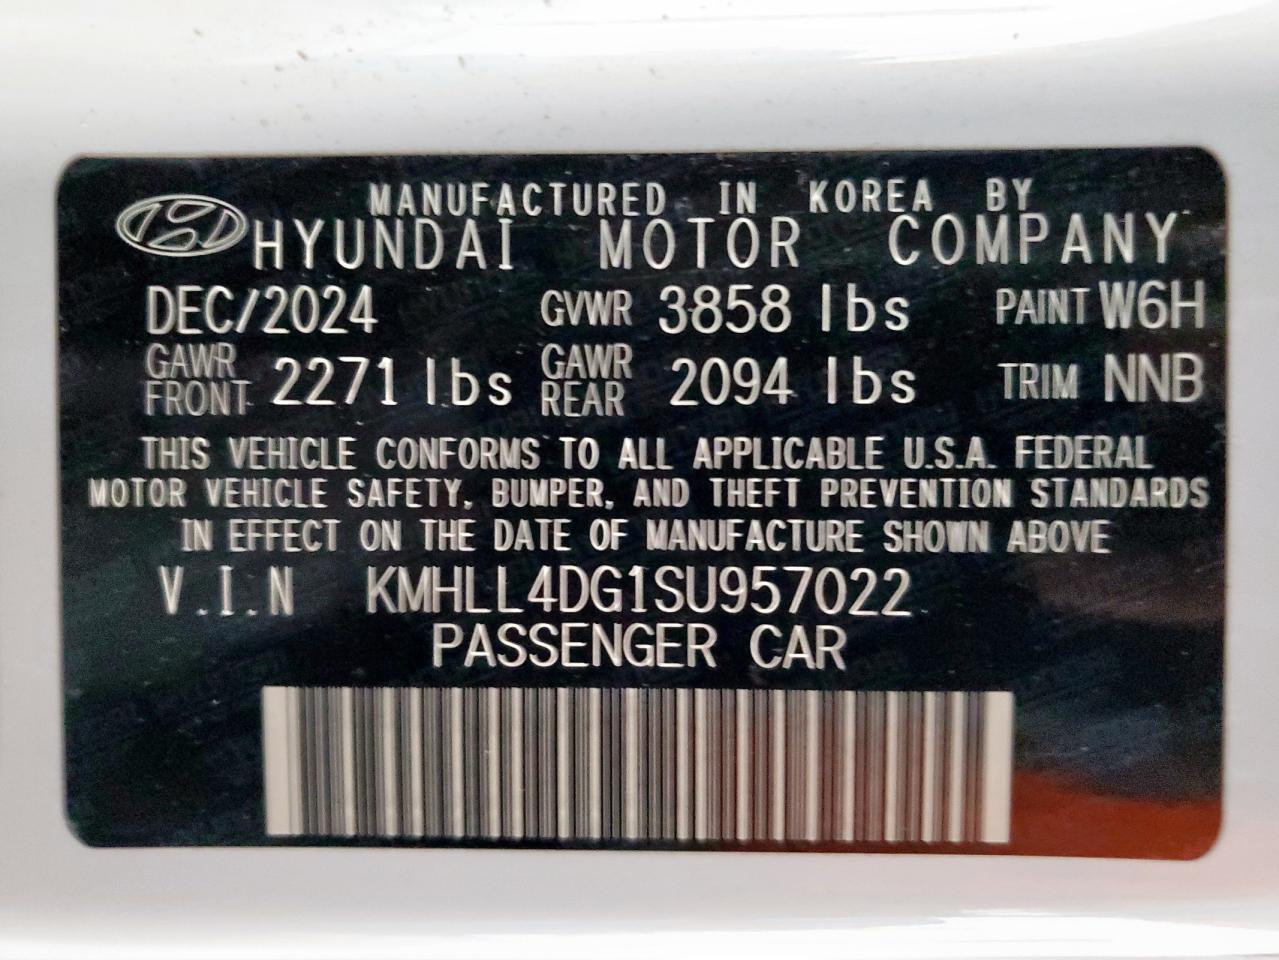 MANUFACTURED IN KOREA BY
HYUNDAI MOTOR COMPANY
DEC/2024 GVWR 3858 lbs PAINT W6H
GAWR FRONT 2271 lbs GAWR REAR 2094 lbs TRIM NNB
THIS VEHICLE CONFORMS TO ALL APPLICABLE U.S.A. FEDERAL
MOTOR VEHICLE SAFETY, BUMPER, AND THEFT PREVENTION STANDARDS
IN EFFECT ON THE DATE OF MANUFACTURE SHOWN ABOVE
V.I.N KMHLL4DG1SU957022
PASSENGER CAR